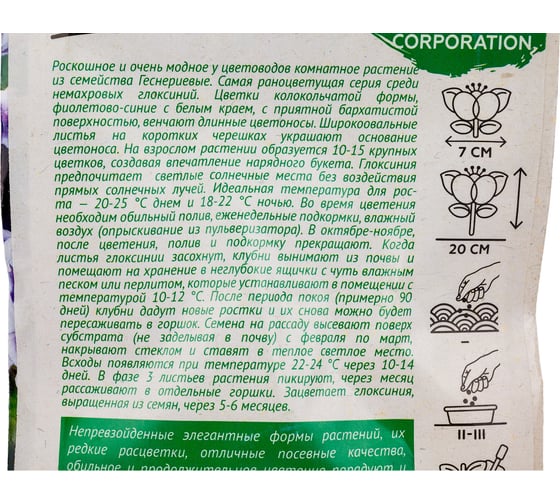 CORPORATION
Роскошное и очень модное у цветоводов комнатное растение
из семейства Геснериевые. Самая раноцветущая серия среди
немахровых глоксиний. Цветки колокольчатой формы,
фиолетово-синие с белым краем, с приятной бархатистой
поверхностью, венчают длинные цветоносы. Широкоовальные
листья на коротких черешках украшают основание
цветоноса. На взрослом растении образуется 10-15 крупных
цветков, создавая впечатление нарядного букета. Глоксиния
предпочитает светлые солнечные места без воздействия
прямых солнечных лучей. Идеальная температура для рос-
та — 20-25 °С днем и 18-22 °С ночью. Во время цветения
необходим обильный полив, еженедельные подкормки, влажный
воздух (опрыскивание из пульверизатора). В октябре-ноябре,
после цветения, полив и подкормку прекращают. Когда
листья глоксинии засохнут, клубни вынимают из почвы и
помещают на хранение в неглубокие ящички с чуть влажным
песком или перлитом, которые устанавливают в помещении с
температурой 10-12 °С. После периода покоя (примерно 90
дней) клубни дадут новые ростки и их снова можно будет
пересаживать в горшок. Семена на рассаду высевают поверх
субстрата (не заделывая в почву) с февраля по март,
накрывают стеклом и ставят в теплое светлое место.
Всходы появляются при температуре 22-24 °С через 10-14
дней. В фазе 3 листьев растения пикируют, через месяц
рассаживают в отдельные горшки. Зацветает глоксиния,
выращенная из семян, через 5-6 месяцев.
Непревзойденные элегантные формы растений, их
редкие расцветки, отличные посевные качества,
обильное и продолжительное цветение породят и
7 СМ
20 СМ
–
II-III